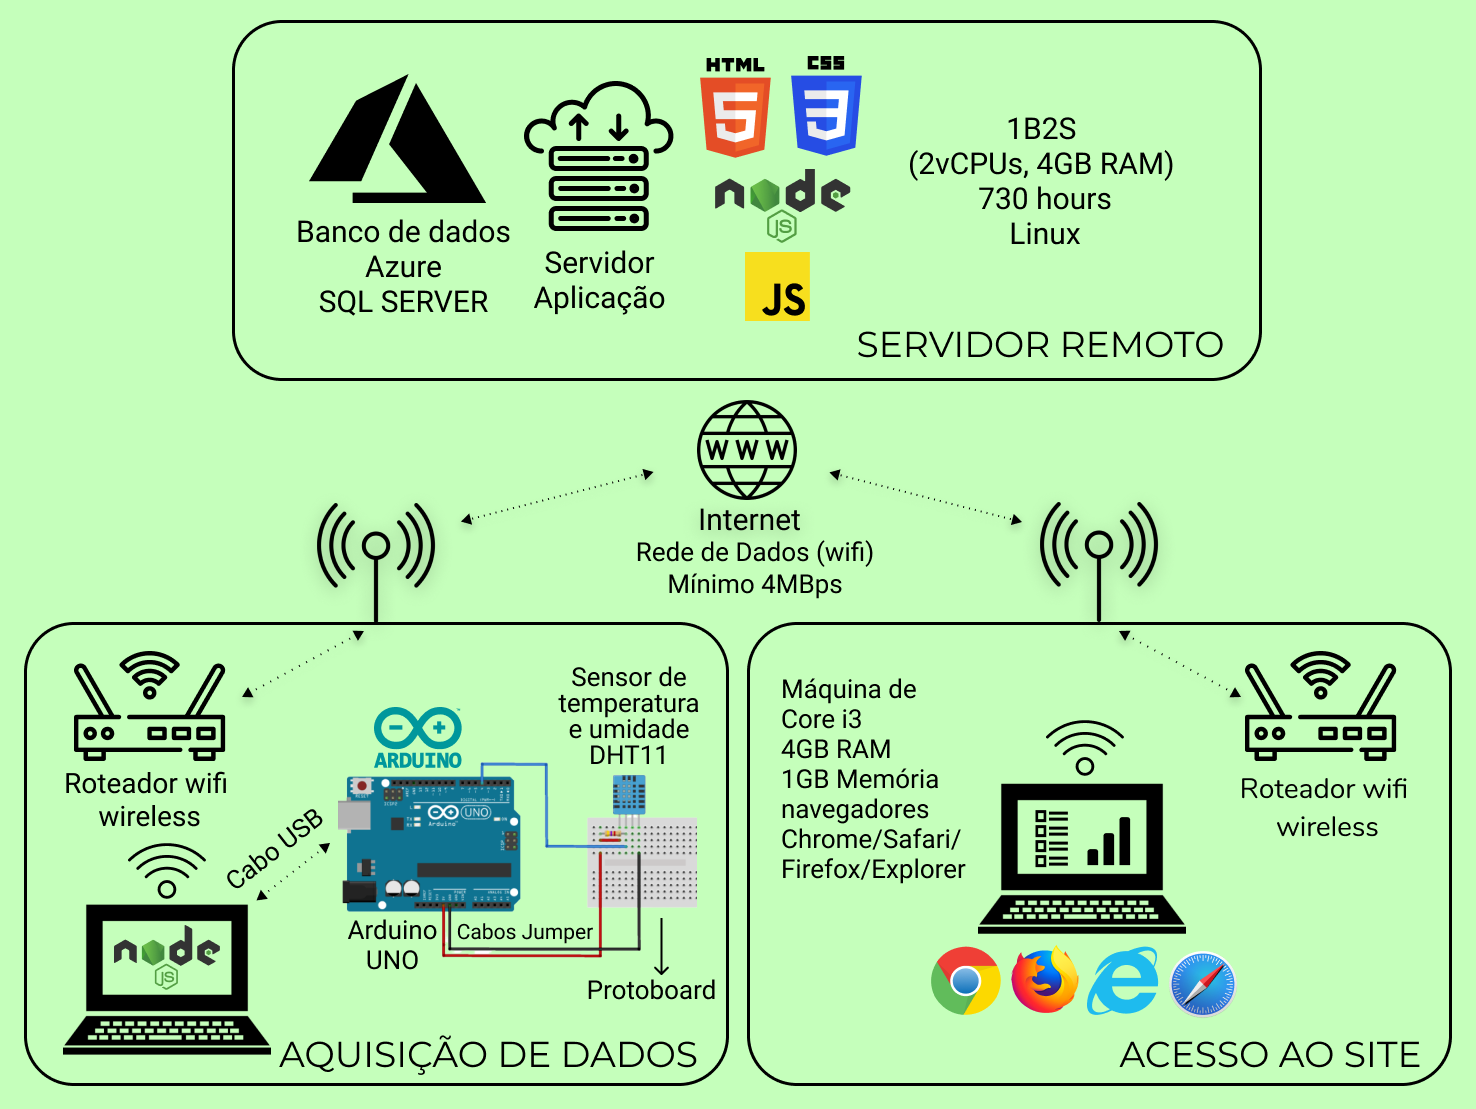 HTML
CSS
5
3
node
JS
JS
Banco de dados
Azure
SQL SERVER
Servidor
Aplicação
1B2S
(2vCPUs, 4GB RAM)
730 hours
Linux
SERVIDOR REMOTO
WWW
Internet
Rede de Dados (wifi)
Mínimo 4MBps
Roteador wifi
wireless
Cabo USB
node
JS
ARDUINO
UNO
Arduino
Sensor de
temperatura
e umidade
DHT11
Arduino
UNO
Cabos Jumper
Protoboard
AQUISIÇÃO DE DADOS
Máquina de
Core i3
4GB RAM
1GB Memória
navegadores
Chrome/Safari/
Firefox/Explorer
Roteador wifi
wireless
ACESSO AO SITE